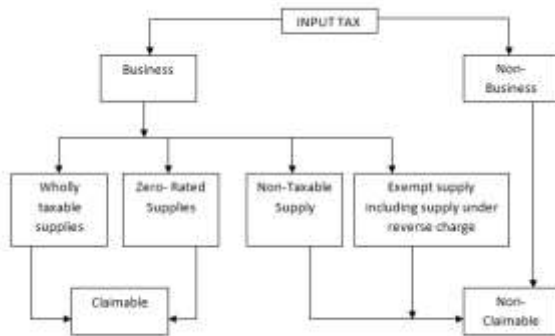 INPUT TAX
Business
Non-
Business
Wholly
taxable
supplies
Zero- Rated
Supplies
Non-Taxable
Supply
Exempt supply
including supply under
reverse charge
Claimable
Non-
Claimable